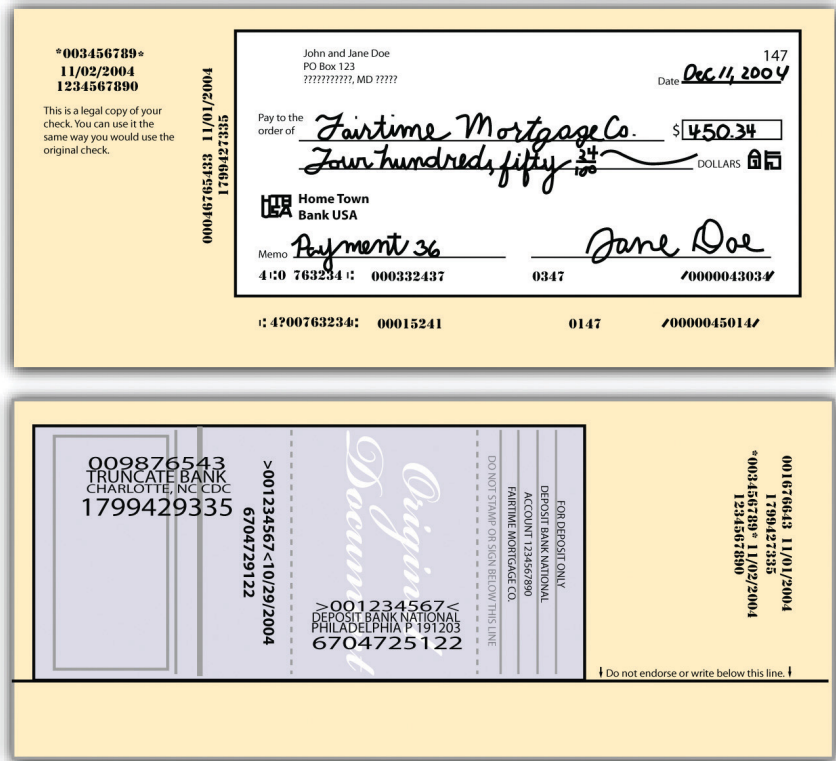 *003456789*
11/02/2004
1234567890
This is a legal copy of your
check. You can use it the
same way you would use the
original check.
00046765433 11/01/2004
1799427335
John and Jane Doe
PO Box 123
???????????, MD ?????
147
Date Dec 11, 2004
Pay to the
order of Fairtime Mortgage Co. $ 450.34
Four hundred, fifty 34/100 DOLLARS
Home Town
Bank USA
Memo Payment 36 Jane Doe
4⑆0 763234⑆ 000332437 0347 /0000043034/
⑆ 4?00763234⑆ 00015241 0147 /0000045014/
009876543
TRUNCATE BANK
CHARLOTTE, NC CDC
1799429335
>001234567<10/29/2004
6704729122
Original
Document
>001234567<
DEPOSIT BANK NATIONAL
PHILADELPHIA P 191203
6704725122
FOR DEPOSIT ONLY
DEPOSIT BANK NATIONAL
ACCOUNT 1234567890
FAIRTIME MORTGAGE CO.
DO NOT STAMP OR SIGN BELOW THIS LINE
001676643 11/01/2004
1799427335
*003456789* 11/02/2004
1234567890
Do not endorse or write below this line.